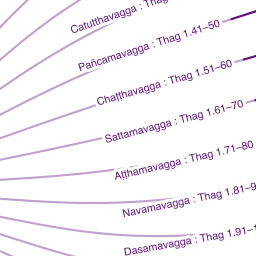 Catutthavagga : Thag
Pañcamavagga : Thag 1.41–50
Chaṭṭhavagga : Thag 1.51–60
Sattamavagga : Thag 1.61–70
Aṭṭhamavagga : Thag 1.71–80
Navamavagga : Thag 1.81–
Dasamavagga : Thag 1.91–